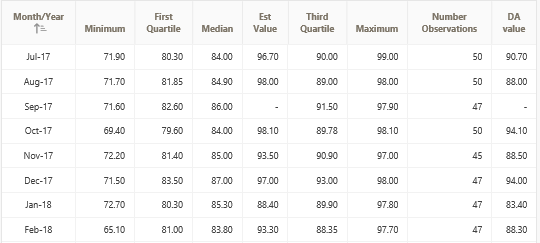 Month/Year Minimum First Quartile Median Est Value Third Quartile Maximum Number Observations DA value
Jul-17 71.90 80.30 84.00 96.70 90.00 99.00 50 90.70
Aug-17 71.70 81.85 84.90 98.00 89.00 98.00 50 88.00
Sep-17 71.60 82.60 86.00 - 91.50 97.90 47 -
Oct-17 69.40 79.60 84.00 98.10 89.78 98.10 50 94.10
Nov-17 72.20 81.40 85.00 93.50 90.90 97.00 45 88.50
Dec-17 71.50 83.50 87.00 97.00 93.00 98.00 47 94.00
Jan-18 72.70 80.30 85.30 88.40 89.90 97.80 47 83.40
Feb-18 65.10 81.00 83.80 93.30 88.35 97.70 47 88.30